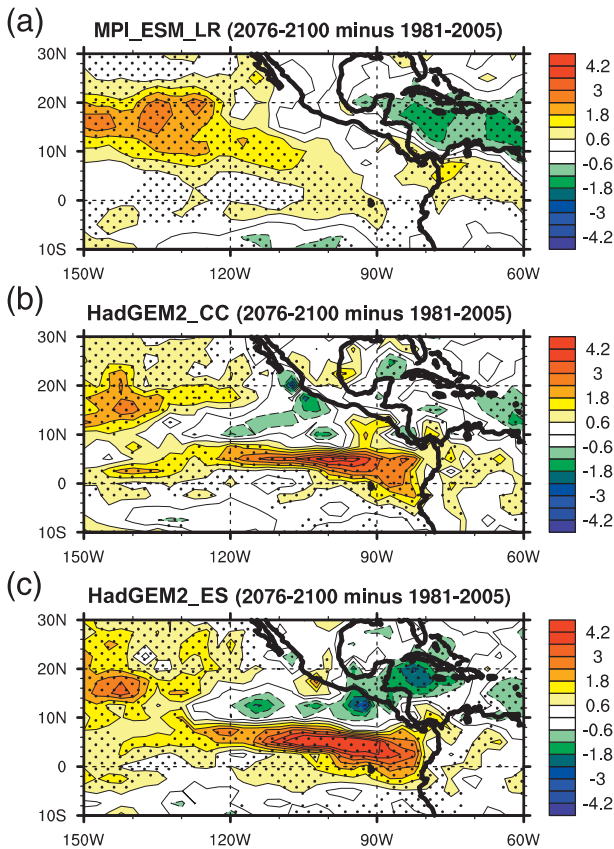 (a)
MPI_ESM_LR (2076-2100 minus 1981-2005)
30N
20N
10N
0
10S
150W 120W 90W 60W
4.2
3
1.8
0.6
-0.6
-1.8
-3
-4.2
(b)
HadGEM2_CC (2076-2100 minus 1981-2005)
30N
20N
10N
0
10S
150W 120W 90W 60W
4.2
3
1.8
0.6
-0.6
-1.8
-3
-4.2
(c)
HadGEM2_ES (2076-2100 minus 1981-2005)
30N
20N
10N
0
10S
150W 120W 90W 60W
4.2
3
1.8
0.6
-0.6
-1.8
-3
-4.2